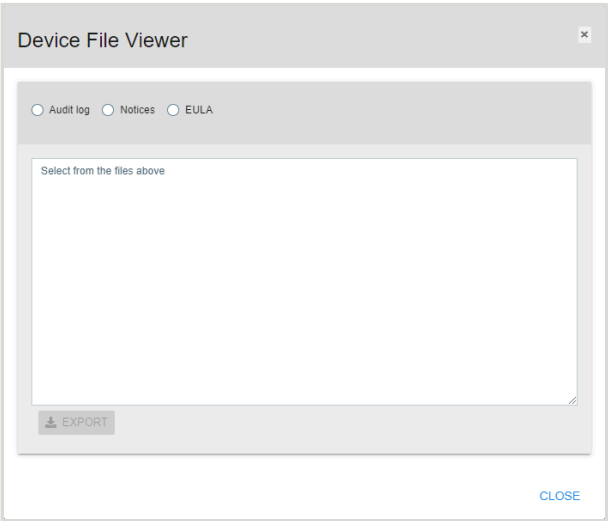 Device File Viewer
Audit log Notices EULA
Select from the files above
EXPORT
CLOSE